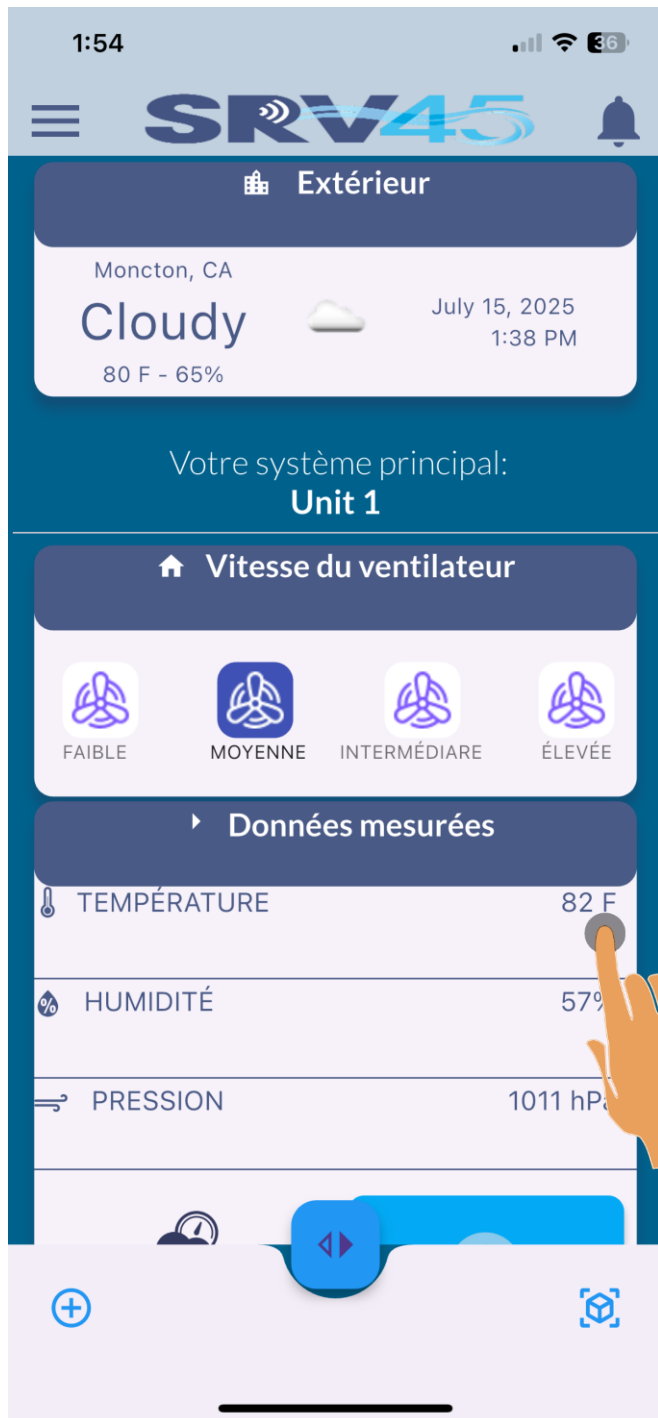 1:54
36
SRV45
Extérieur
Moncton, CA
Cloudy
80 F - 65%
July 15, 2025
1:38 PM
Votre système principal:
Unit 1
Vitesse du ventilateur
FAIBLE MOYENNE INTERMÉDIARE ÉLEVÉE
Données mesurées
TEMPÉRATURE 82 F
% HUMIDITÉ 57%
PRESSION 1011 hPa